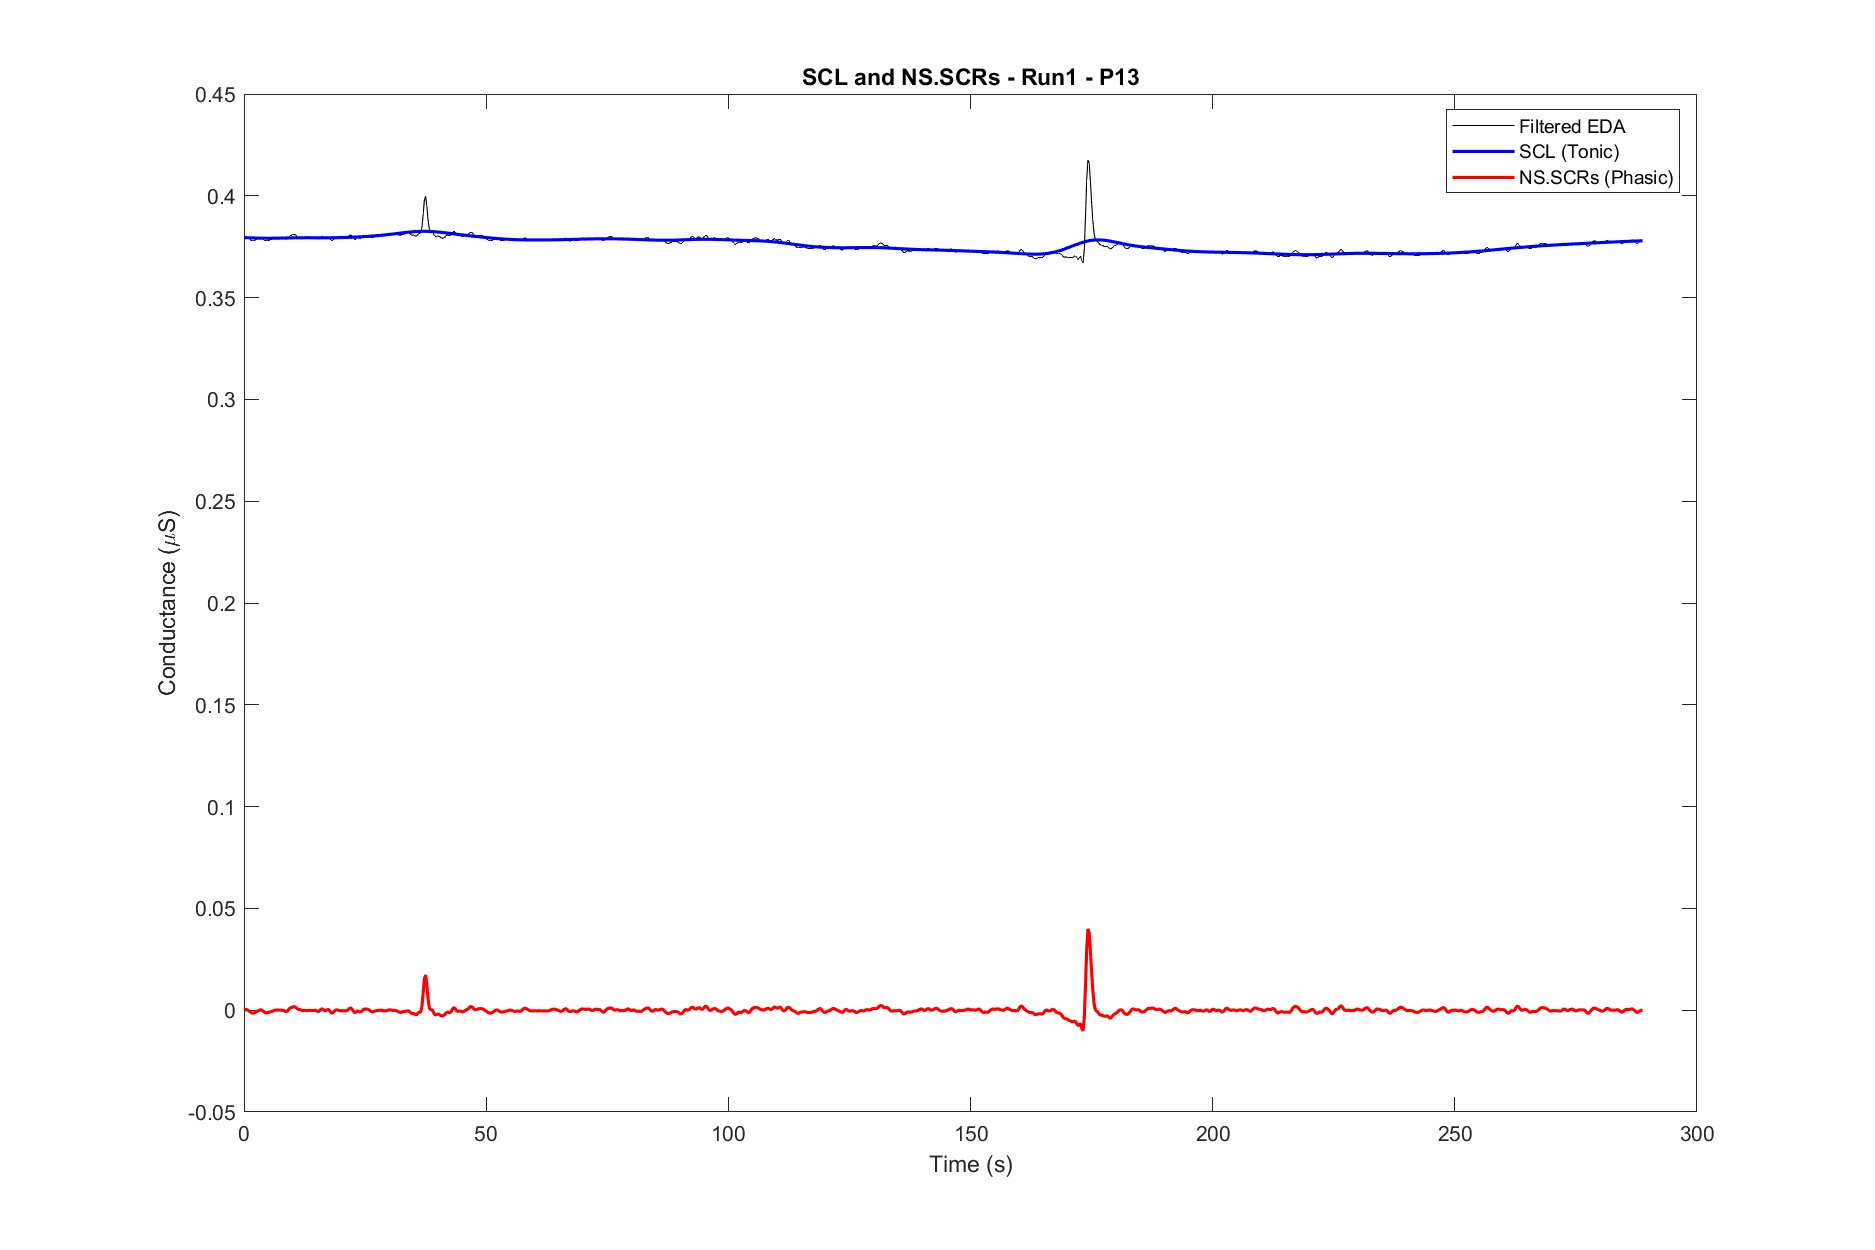 SCL and NS.SCRs - Run1 - P13
0.45
0.4
0.35
0.3
0.25
0.2
0.15
0.1
0.05
0
-0.05
Conductance (μS)
Filtered EDA
SCL (Tonic)
NS.SCRs (Phasic)
0 50 100 150 200 250 300
Time (s)